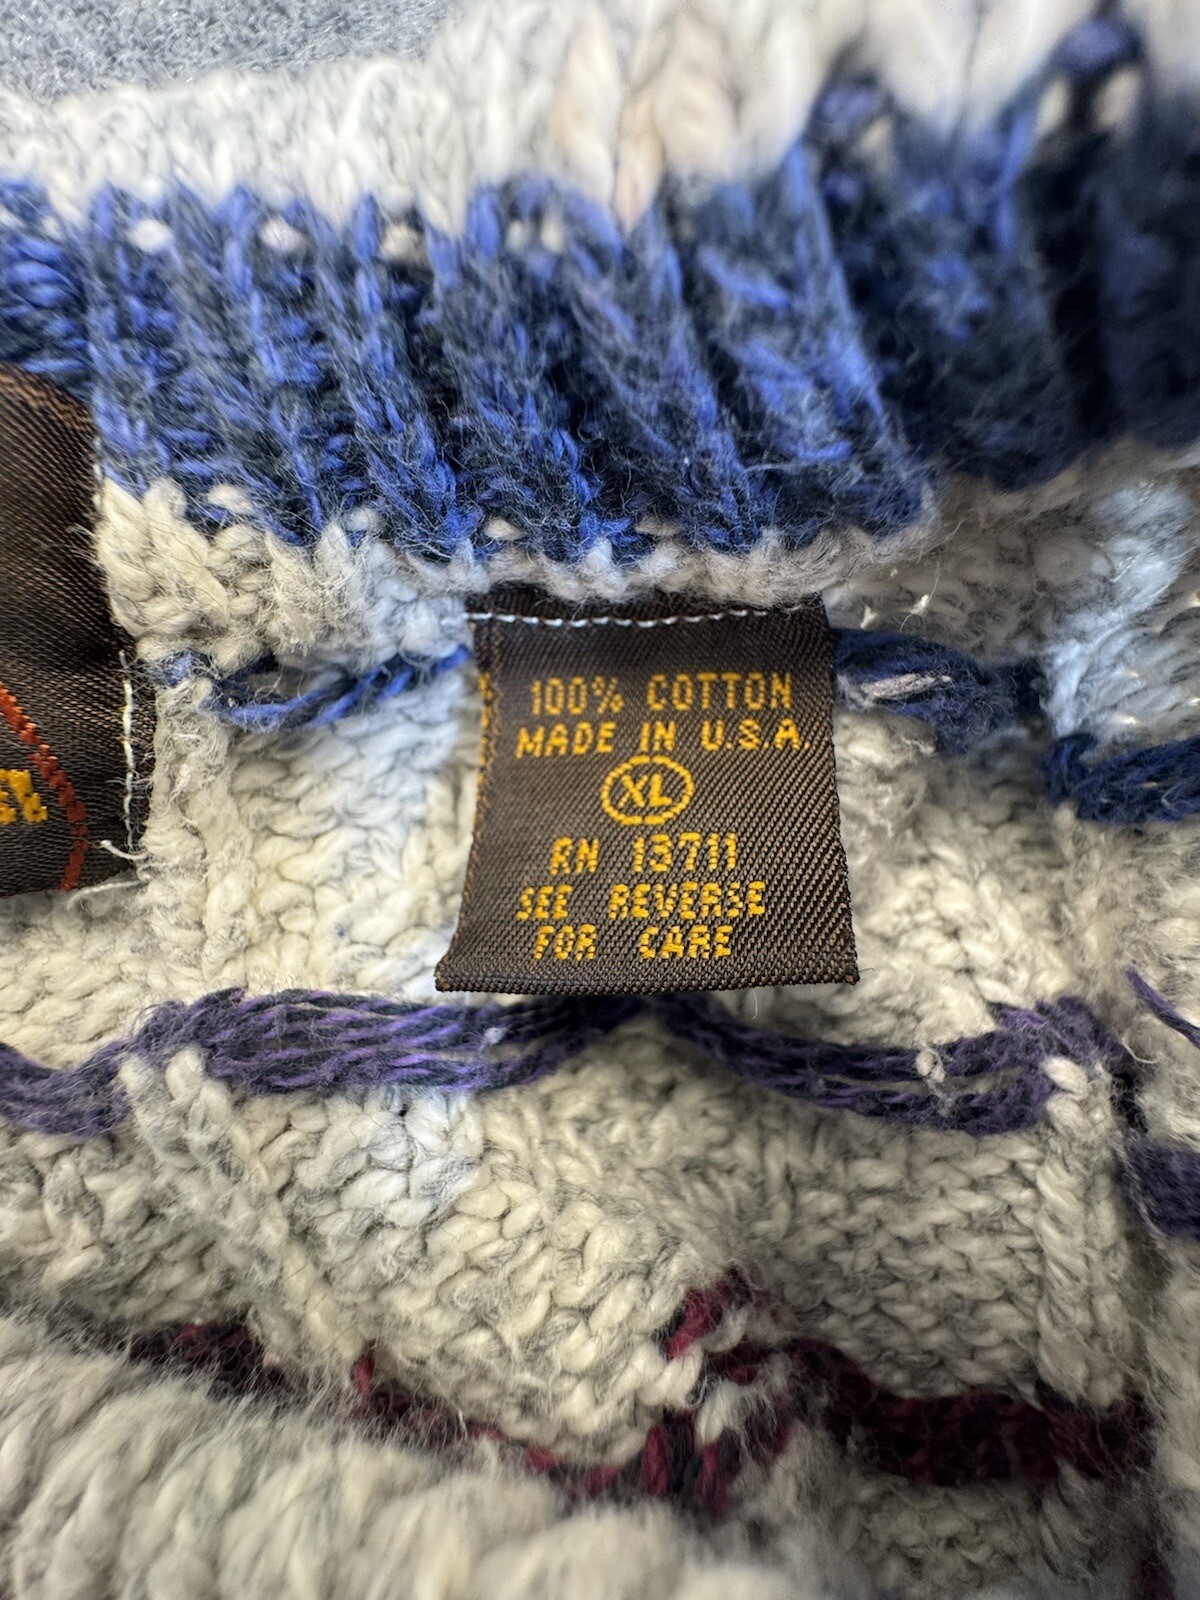 100% COTTON
MADE IN U.S.A.
XL
RN 13711
SEE REVERSE
FOR CARE